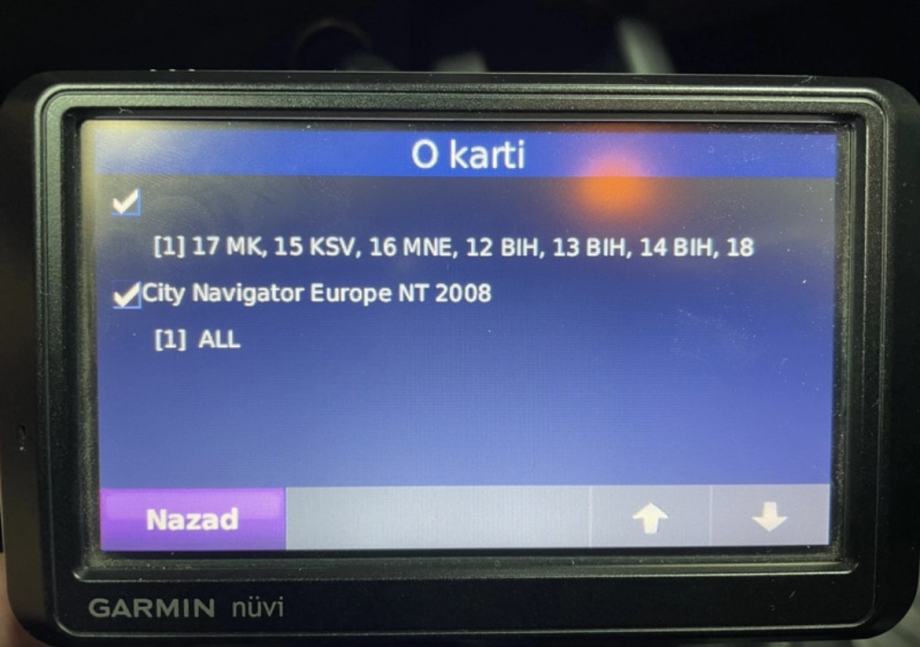 O karti
[1] 17 MK, 15 KSV, 16 MNE, 12 BIH, 13 BIH, 14 BIH, 18
City Navigator Europe NT 2008
[1] ALL
Nazad
GARMIN nüvi